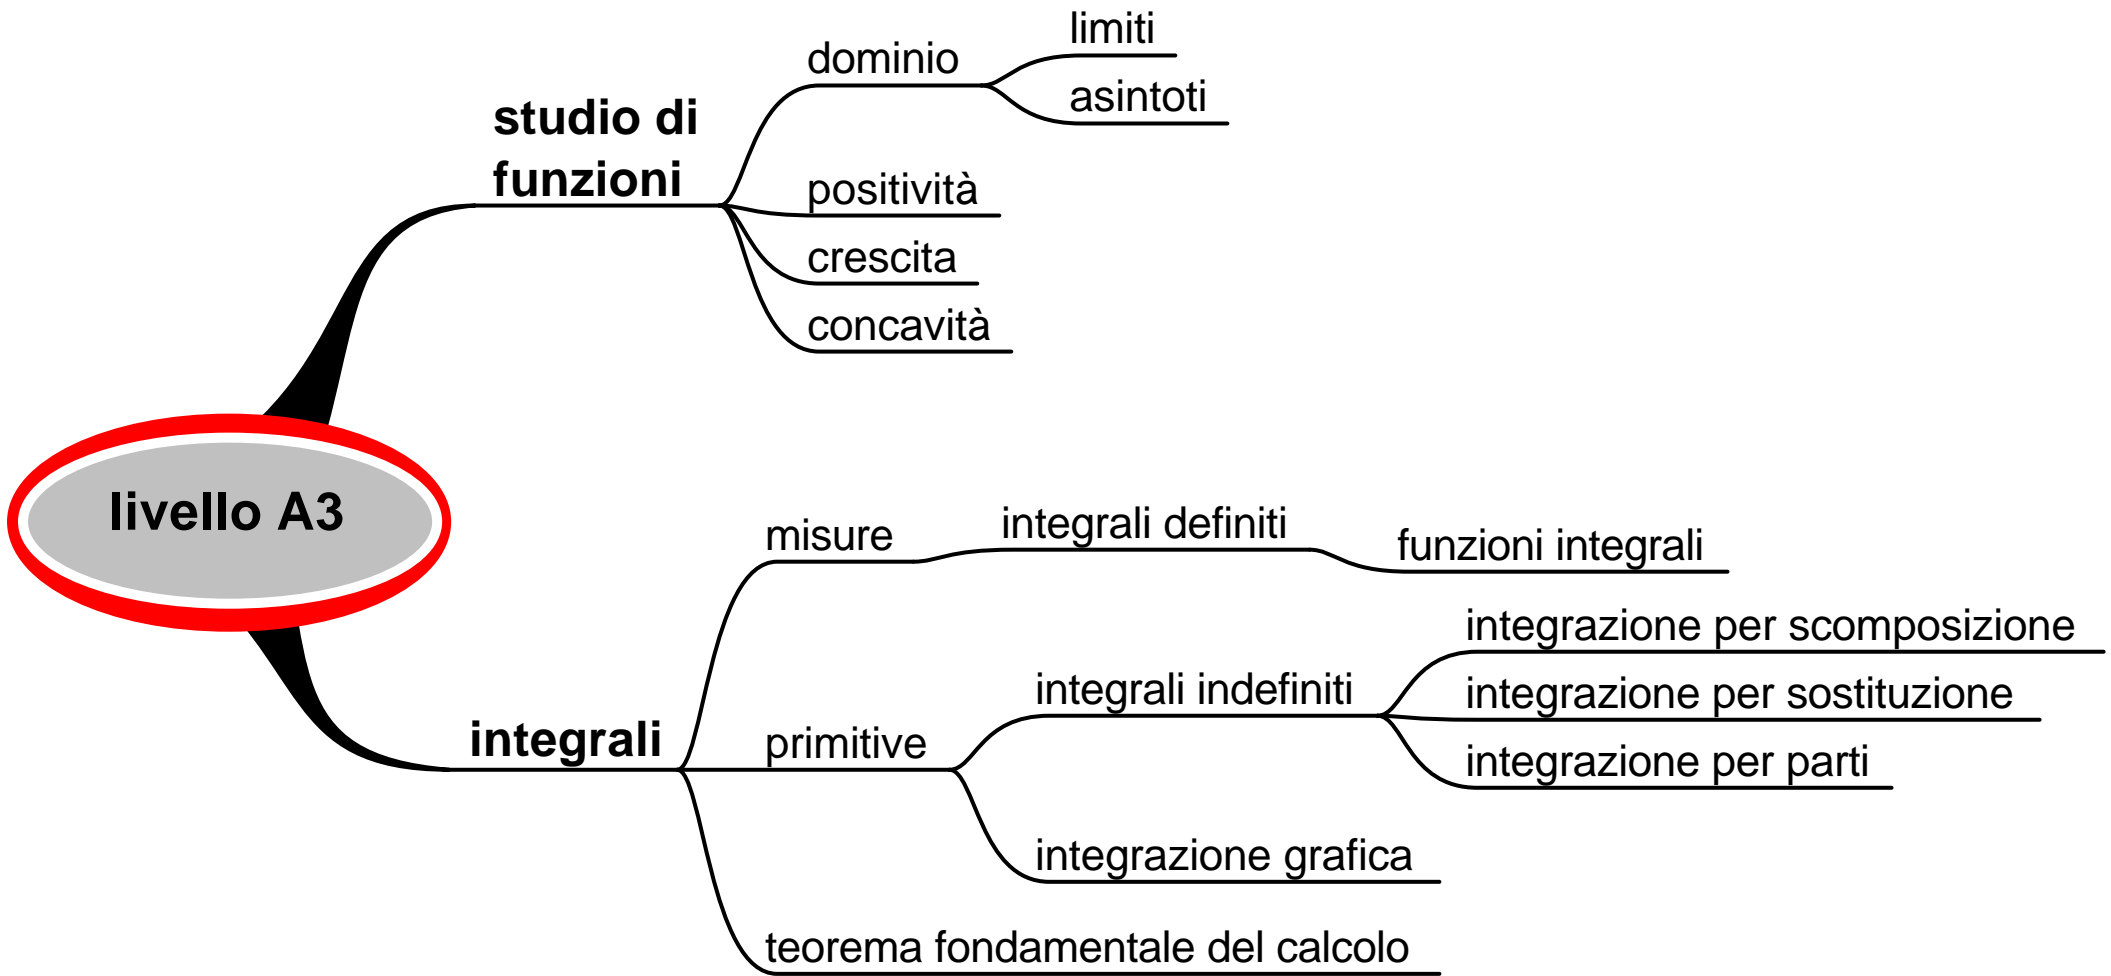 livello A3
studio di
funzioni
dominio
limiti
asintoti
positività
crescita
concavità
integrali
misure
integrali definiti
funzioni integrali
primitive
integrali indefiniti
integrazione per scomposizione
integrazione per sostituzione
integrazione per parti
integrazione grafica
teorema fondamentale del calcolo